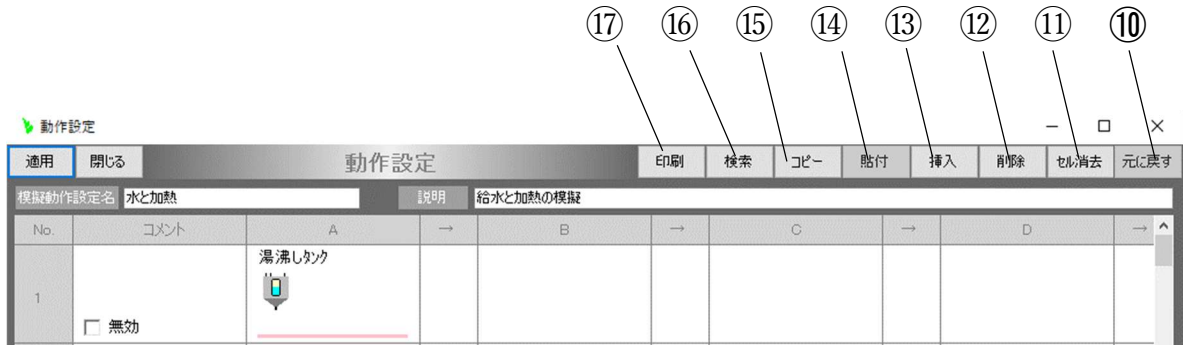 ⑰ ⑯ ⑮ ⑭ ⑬ ⑫ ⑪ ⑩
動作設定
適用 閉じる 動作設定 印刷 検索 コピー 貼付 挿入 削除 セル消去 元に戻す
模擬動作設定名 水と加熱 説明 給水と加熱の模擬
No. コメント A → B → C → D →
湯沸しタンク
1
無効